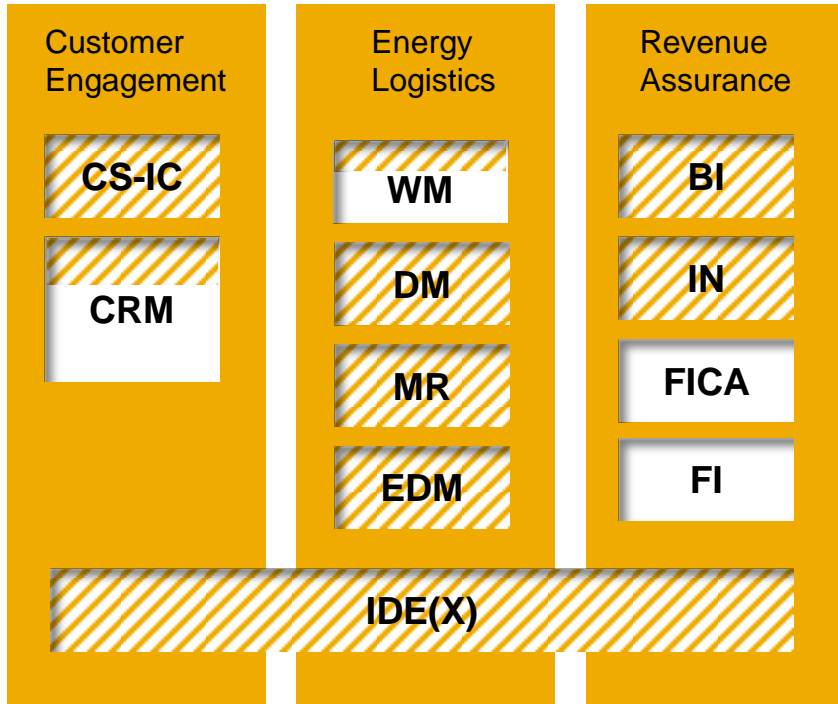 Customer
Engagement
CS-IC
CRM
Energy
Logistics
WM
DM
MR
EDM
Revenue
Assurance
BI
IN
FICA
FI
IDE(X)